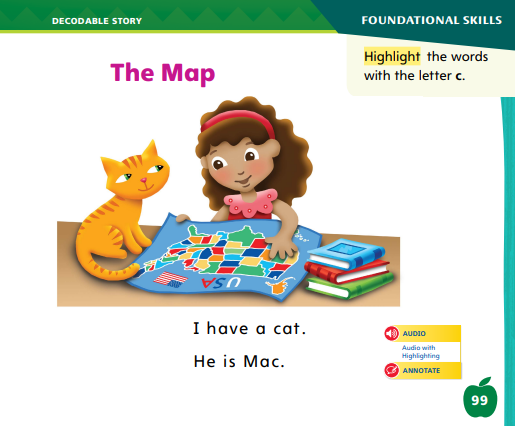 DECODABLE STORY
FOUNDATIONAL SKILLS
Highlight the words
with the letter c.
The Map
USA
I have a cat.
He is Mac.
AUDIO
Audio with
Highlighting
ANNOTATE
99